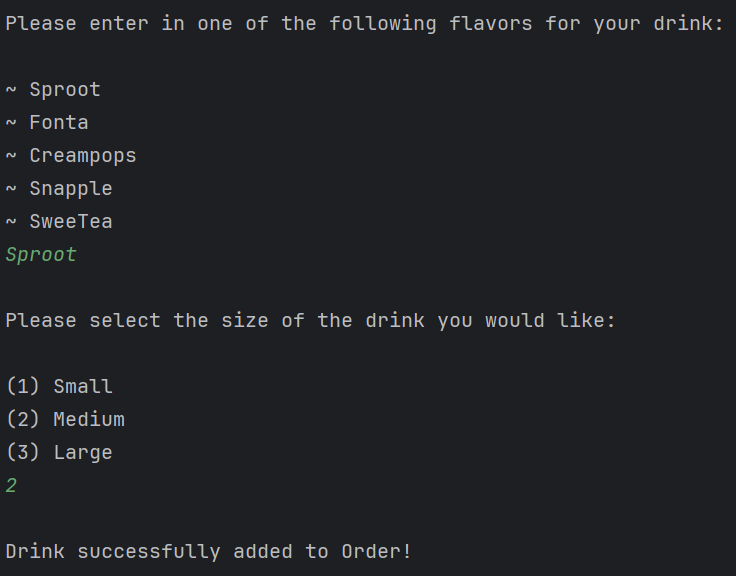 Please enter in one of the following flavors for your drink:
~ Sproot
~ Fonta
~ Creampops
~ Snapple
~ SweeTea
Sproot
Please select the size of the drink you would like:
(1) Small
(2) Medium
(3) Large
2
Drink successfully added to Order!